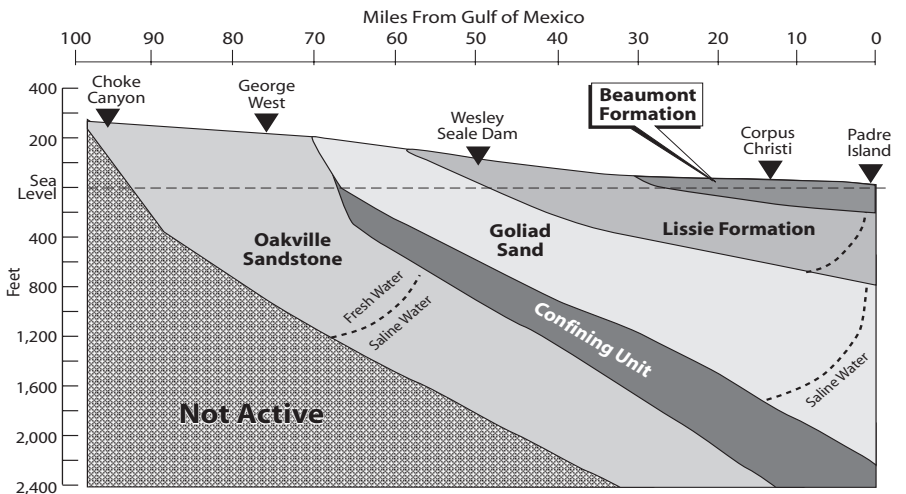 Miles From Gulf of Mexico
100 90 80 70 60 50 40 30 20 10 0
Choke
Canyon
George
West
Wesley
Seale Dam
Beaumont
Formation
Corpus
Christi
Padre
Island
Feet
400
200
Sea
Level
400
800
1,200
1,600
2,000
2,400
Oakville
Sandstone
Goliad
Sand
Lissie Formation
Fresh Water
Saline Water
Confining Unit
Saline Water
Not Active